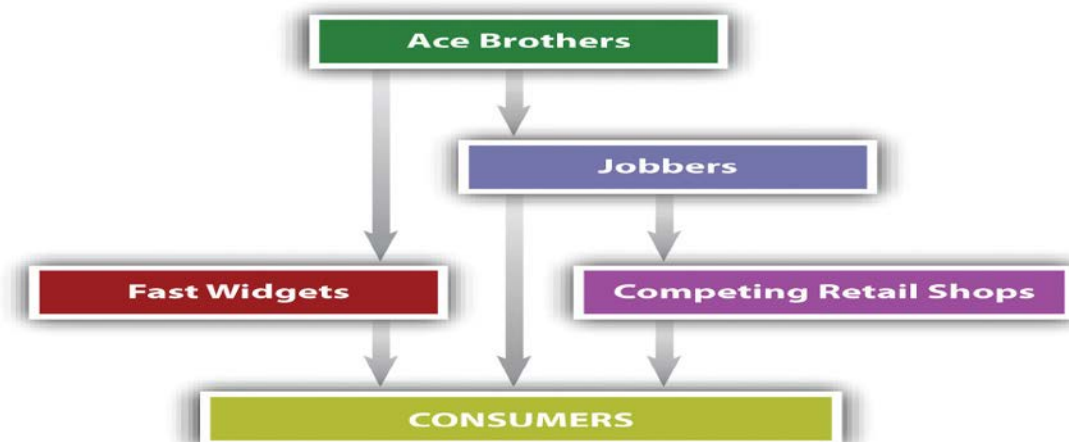 Ace Brothers
Jobbers
Fast Widgets
Competing Retail Shops
CONSUMERS